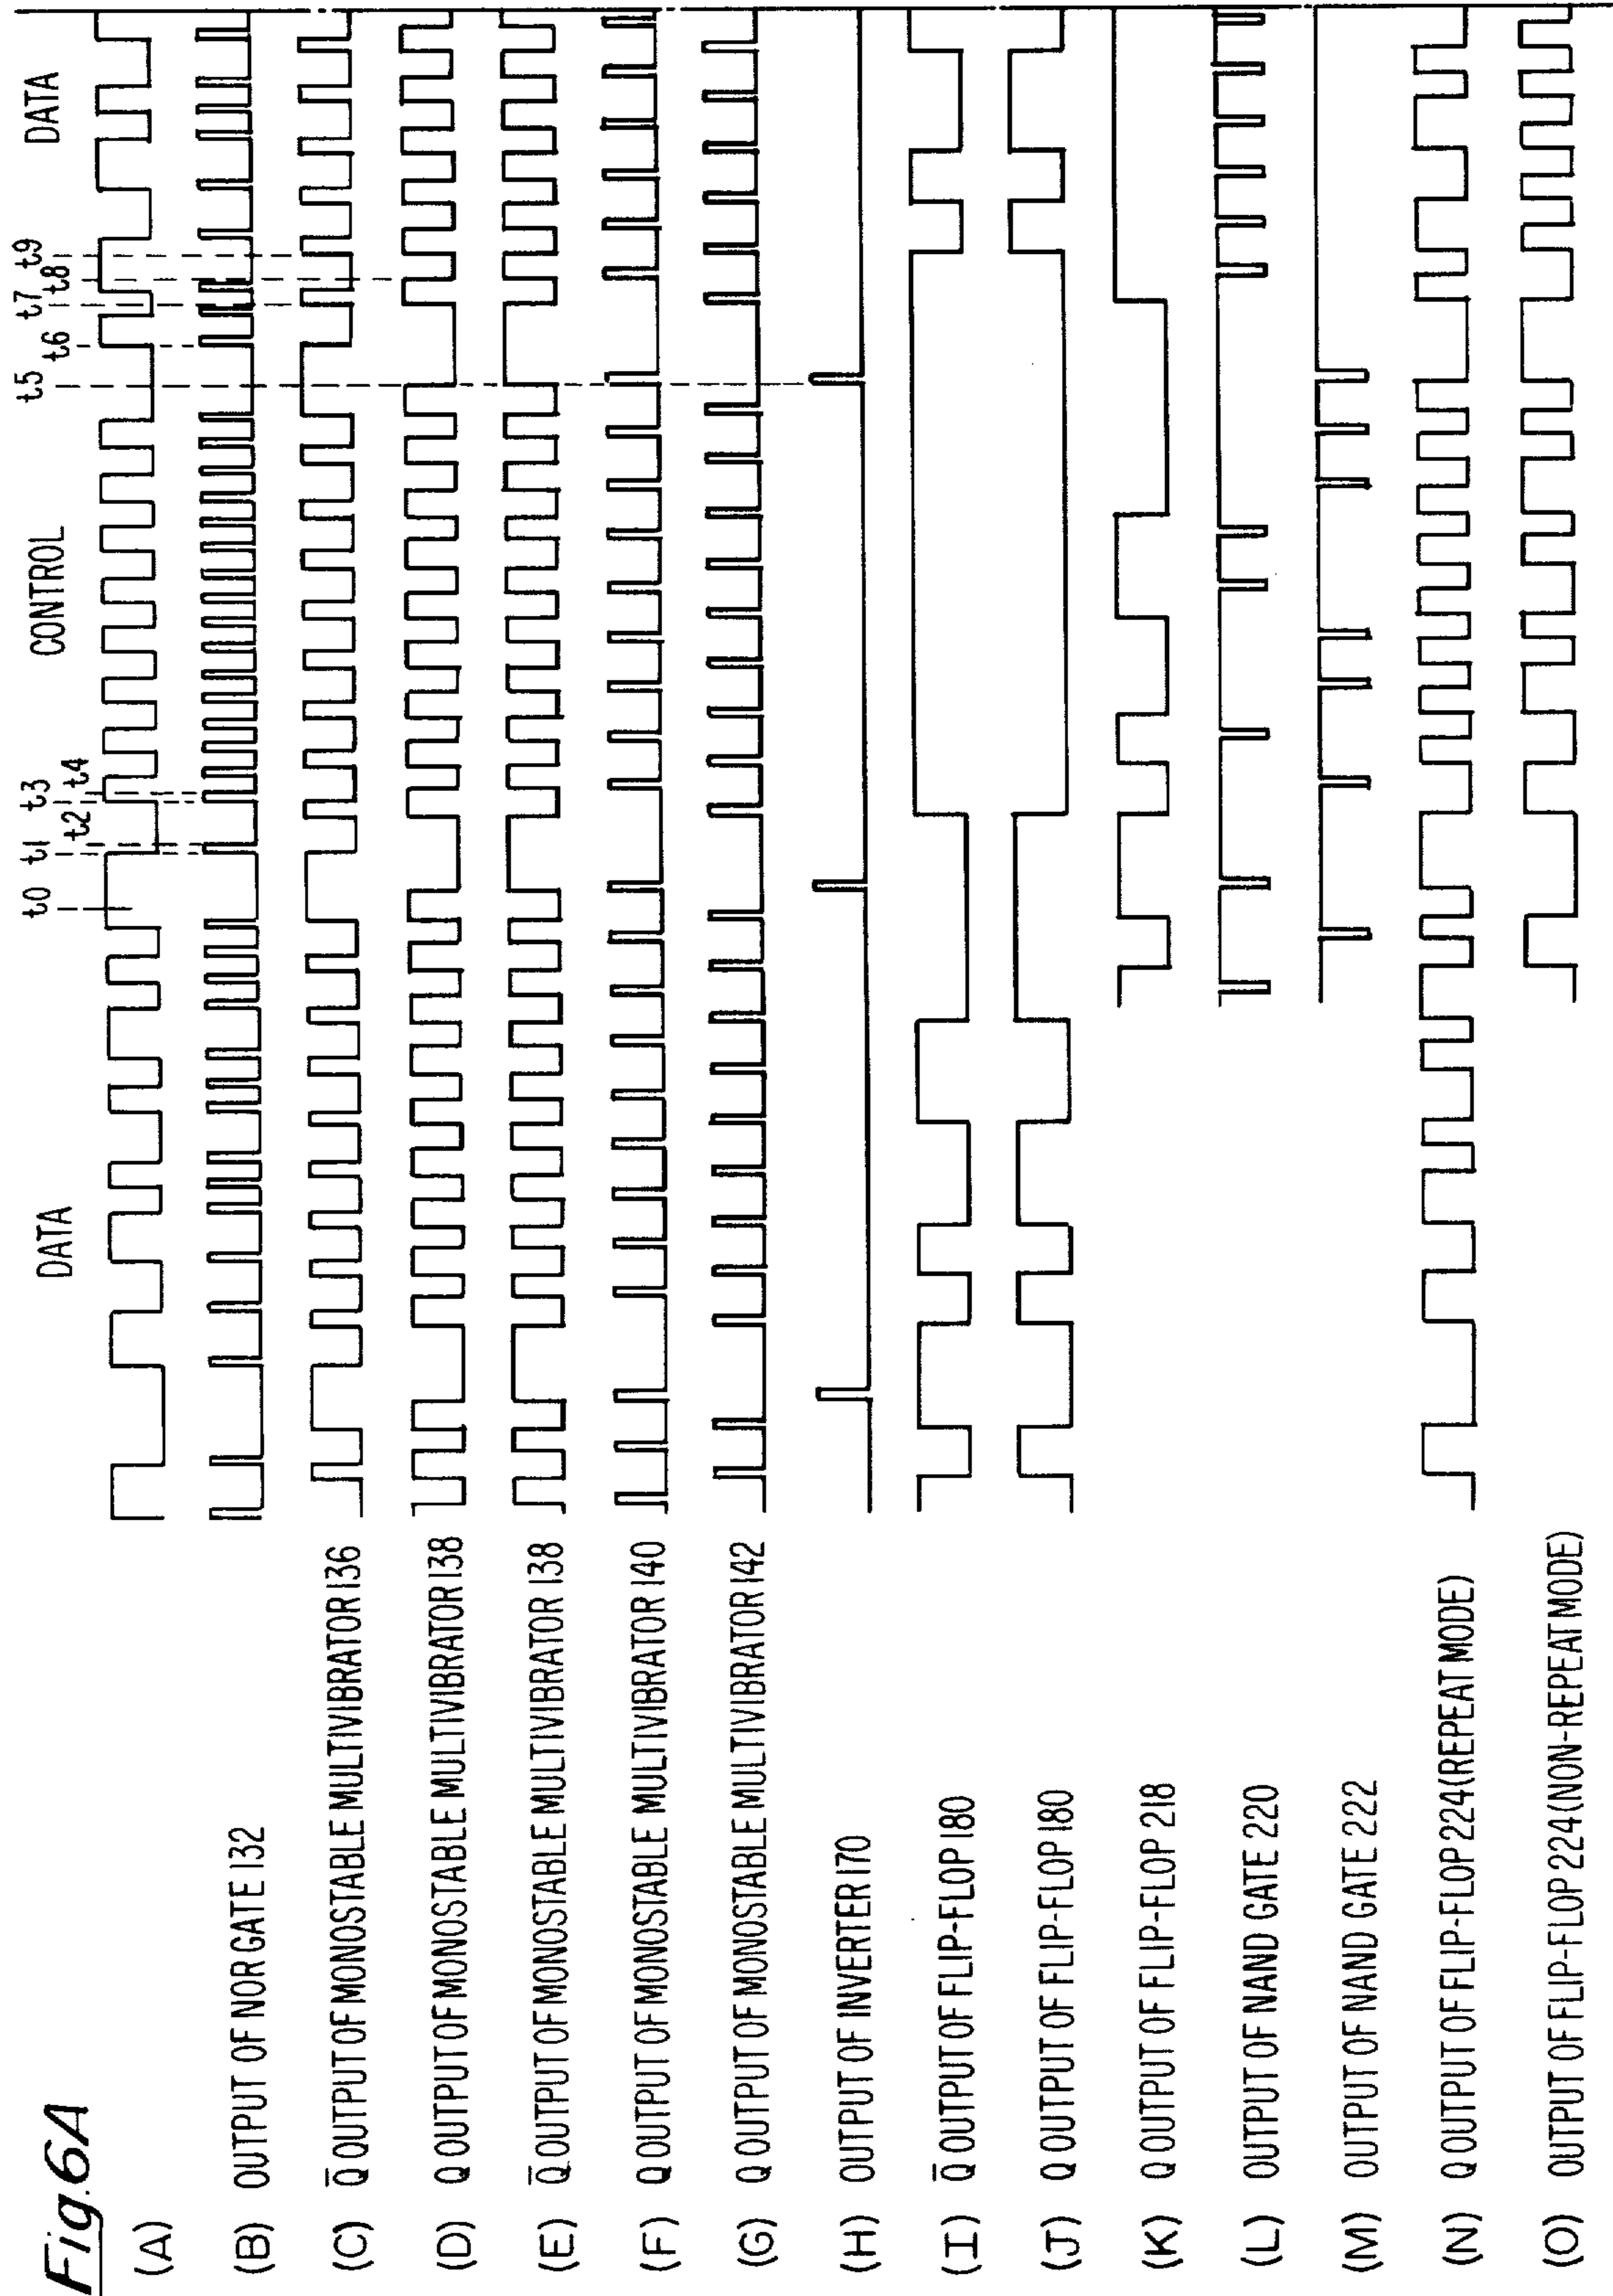 Fig.6A
DATA
CONTROL
DATA
t0
t1
t2
t3
t4
t5
t6
t7
t8
t9
(A)
(B) OUTPUT OF NOR GATE 132
(C) Q̄ OUTPUT OF MONOSTABLE MULTIVIBRATOR 136
(D) Q OUTPUT OF MONOSTABLE MULTIVIBRATOR 138
(E) Q̄ OUTPUT OF MONOSTABLE MULTIVIBRATOR 138
(F) Q OUTPUT OF MONOSTABLE MULTIVIBRATOR 140
(G) Q OUTPUT OF MONOSTABLE MULTIVIBRATOR 142
(H) OUTPUT OF INVERTER 170
(I) Q̄ OUTPUT OF FLIP-FLOP 180
(J) Q OUTPUT OF FLIP-FLOP 180
(K) Q OUTPUT OF FLIP-FLOP 218
(L) OUTPUT OF NAND GATE 220
(M) OUTPUT OF NAND GATE 222
(N) Q OUTPUT OF FLIP-FLOP 224 (REPEAT MODE)
(O) OUTPUT OF FLIP-FLOP 224 (NON-REPEAT MODE)